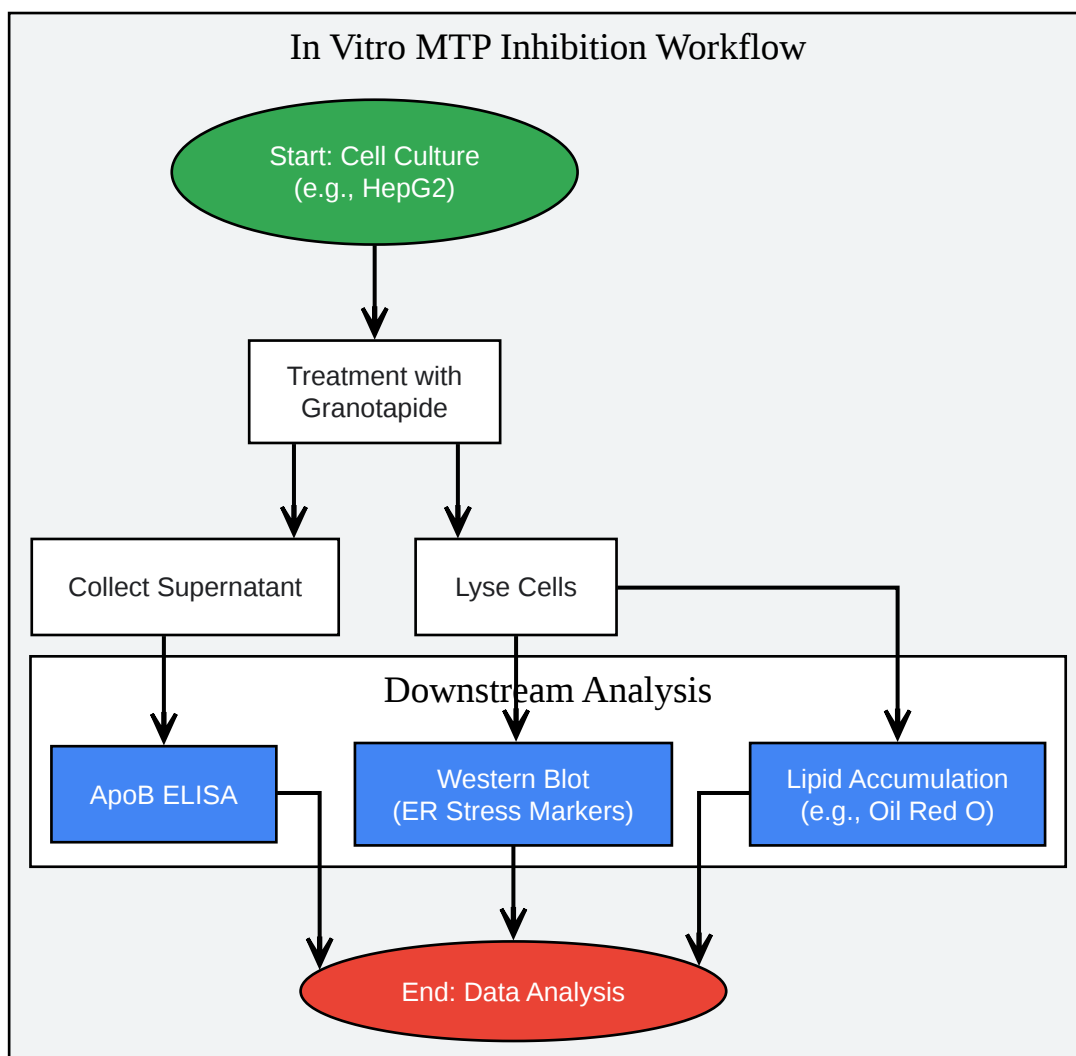 In Vitro MTP Inhibition Workflow
Start: Cell Culture
(e.g., HepG2)
Treatment with
Granotapide
Collect Supernatant
Lyse Cells
Downstream Analysis
ApoB ELISA
Western Blot
(ER Stress Markers)
Lipid Accumulation
(e.g., Oil Red O)
End: Data Analysis